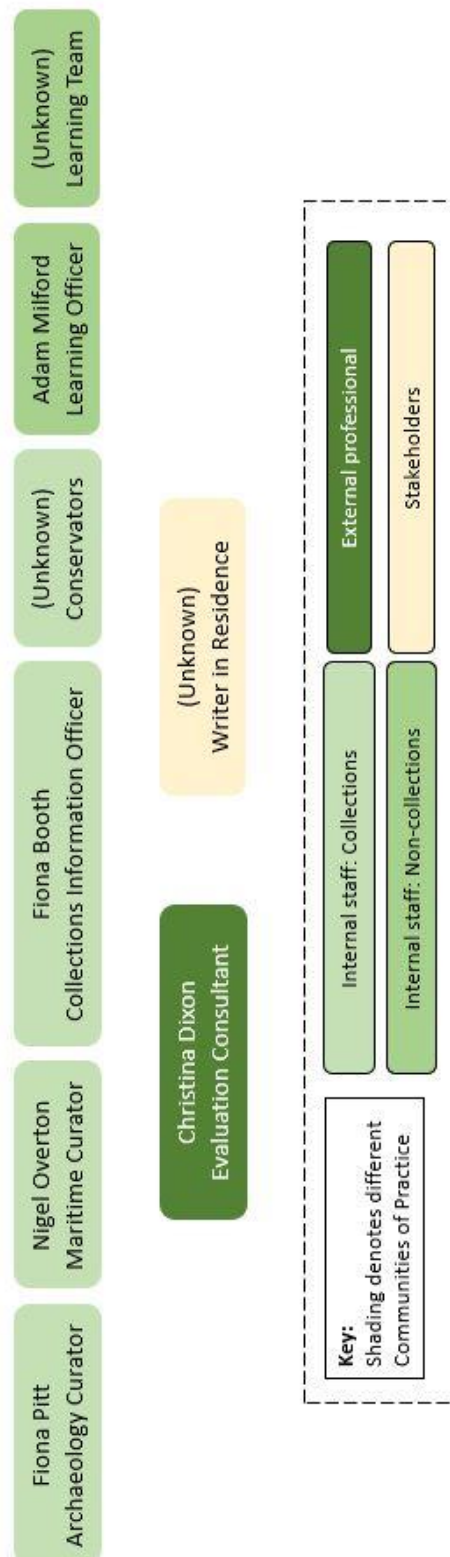 Fiona Pitt
Archaeology Curator
Nigel Overton
Maritime Curator
Fiona Booth
Collections Information Officer
(Unknown)
Conservators
Adam Milford
Learning Officer
(Unknown)
Learning Team
Christina Dixon
Evaluation Consultant
(Unknown)
Writer in Residence
Key:
Shading denotes different
Communities of Practice
Internal staff: Collections
External professional
Internal staff: Non-collections
Stakeholders